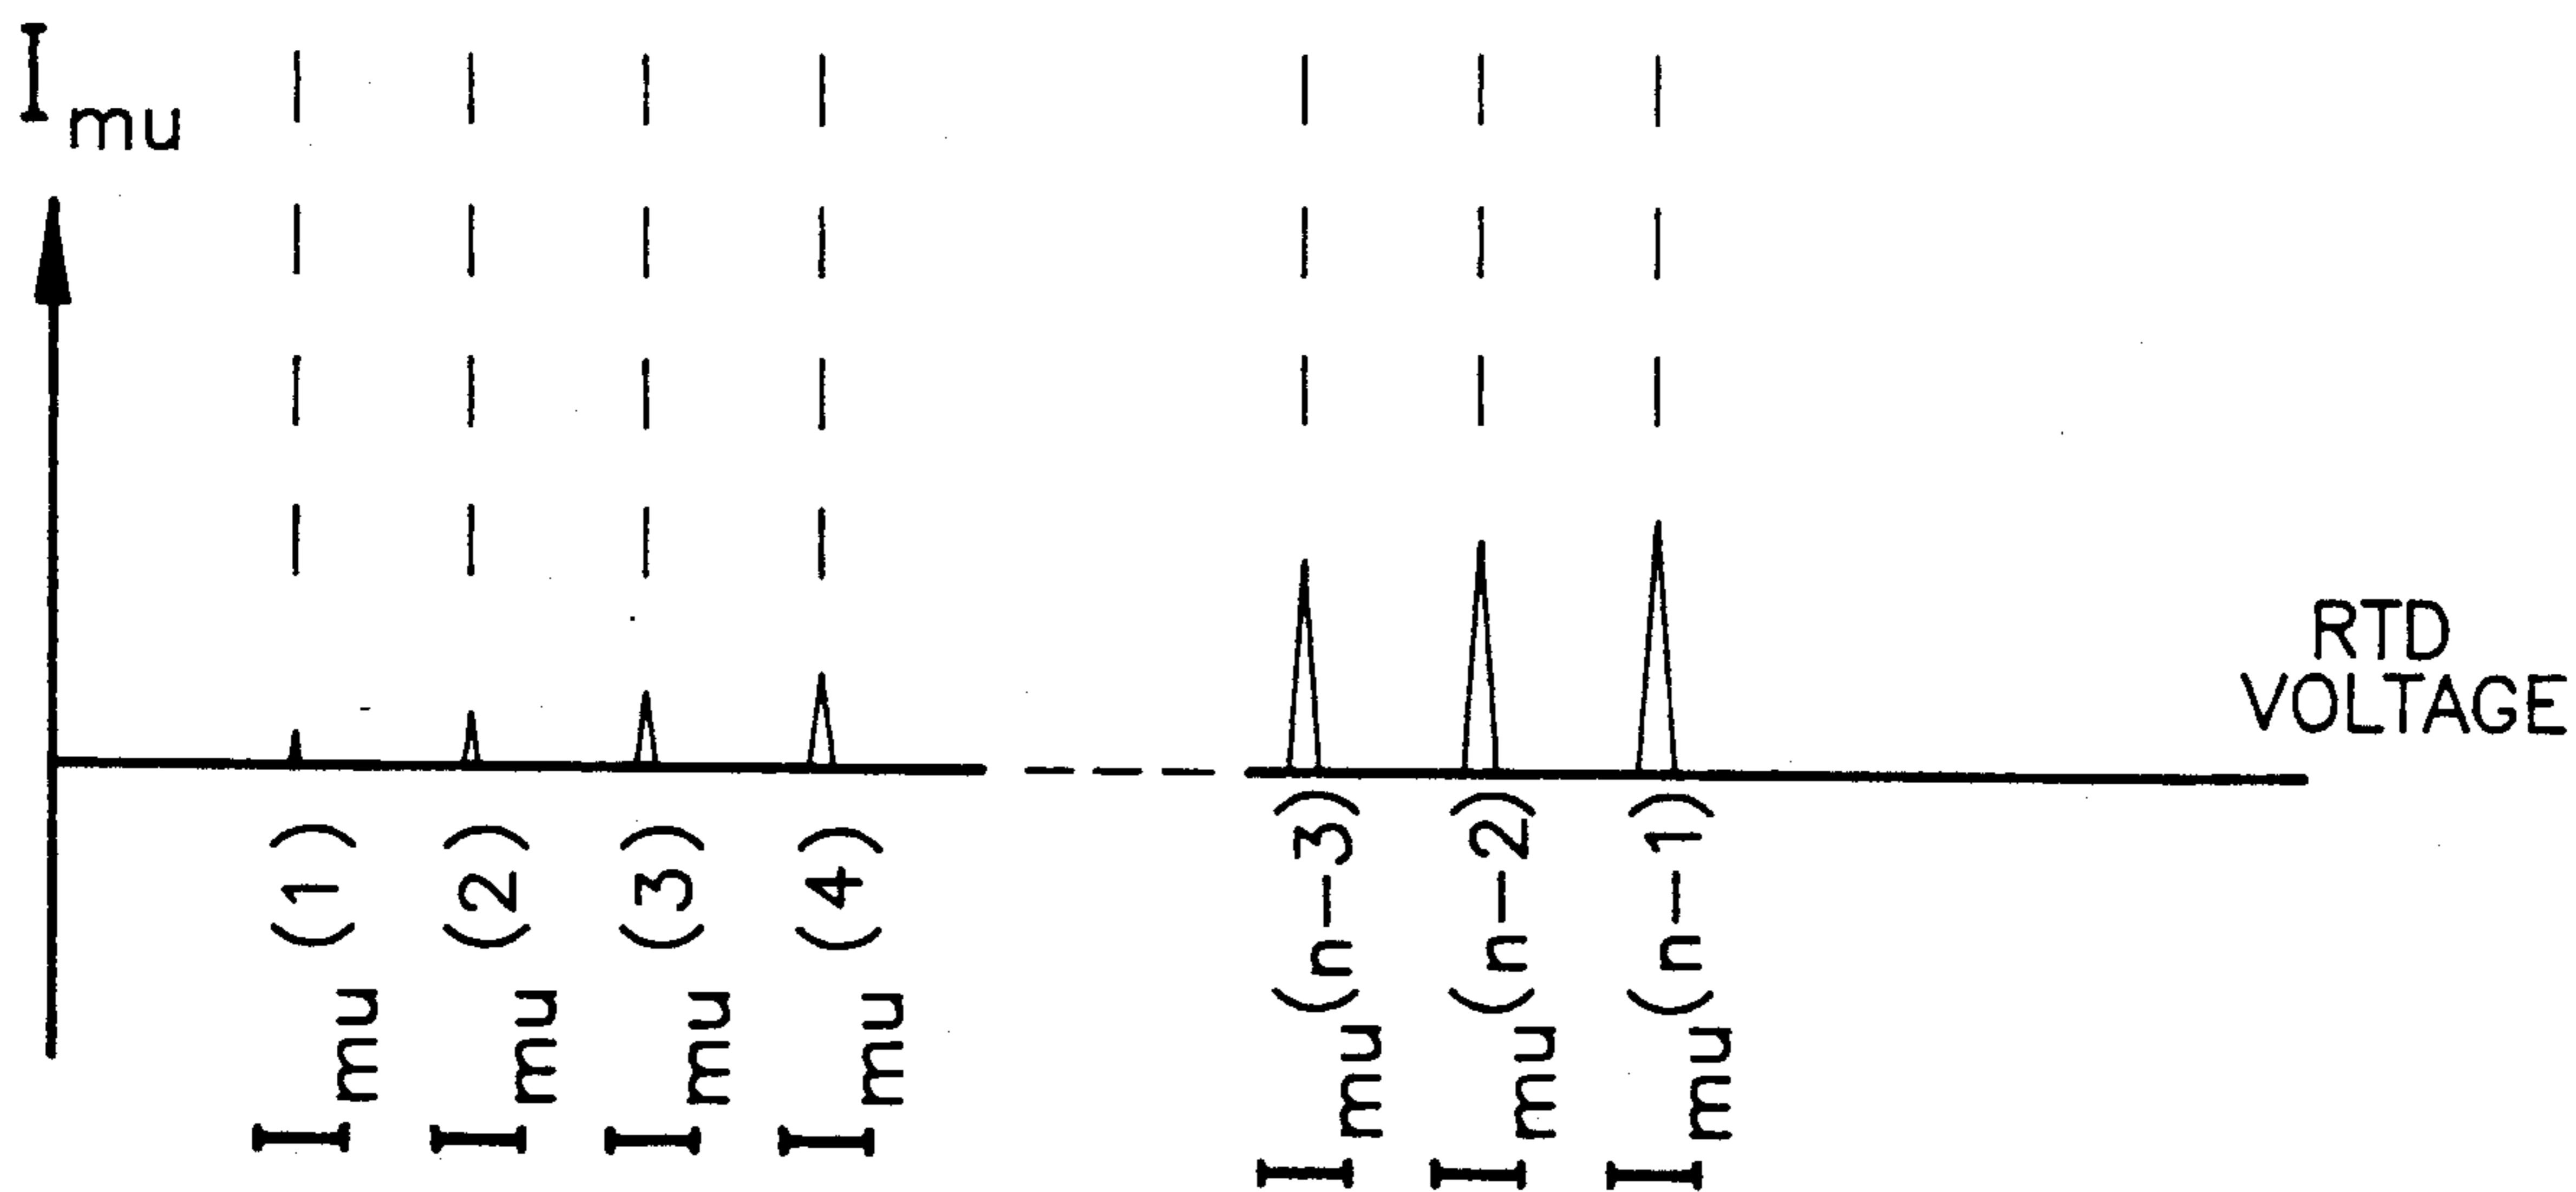 Imu
RTD
VOLTAGE
Imu (1)
Imu (2)
Imu (3)
Imu (4)
Imu(n-3)
Imu(n-2)
Imu(n-1)